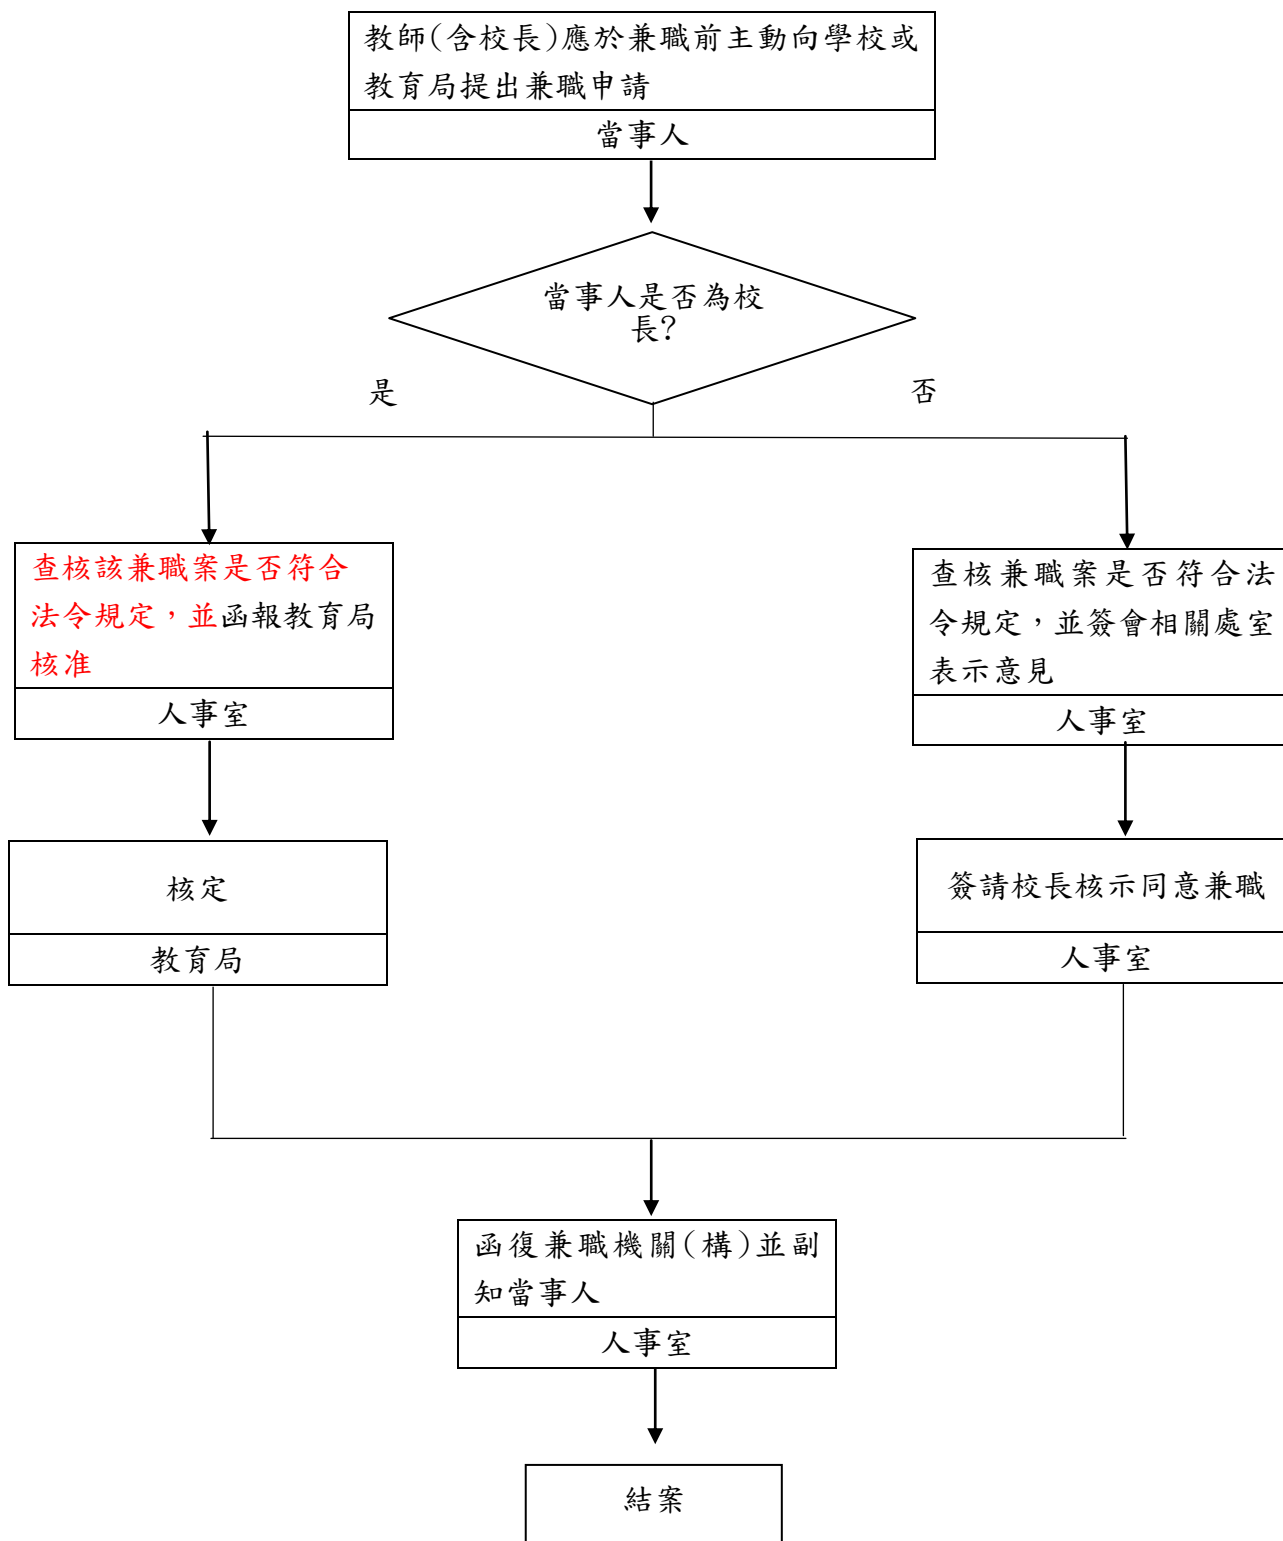 教師(含校長)應於兼職前主動向學校或
教育局提出兼職申請
當事人
當事人是否為校
長?
是
否
查核該兼職案是否符合
法令規定，並函報教育局
核准
人事室
查核兼職案是否符合法
令規定，並簽會相關處室
表示意見
人事室
核定
教育局
簽請校長核示同意兼職
人事室
函復兼職機關(構)並副
知當事人
人事室
結案